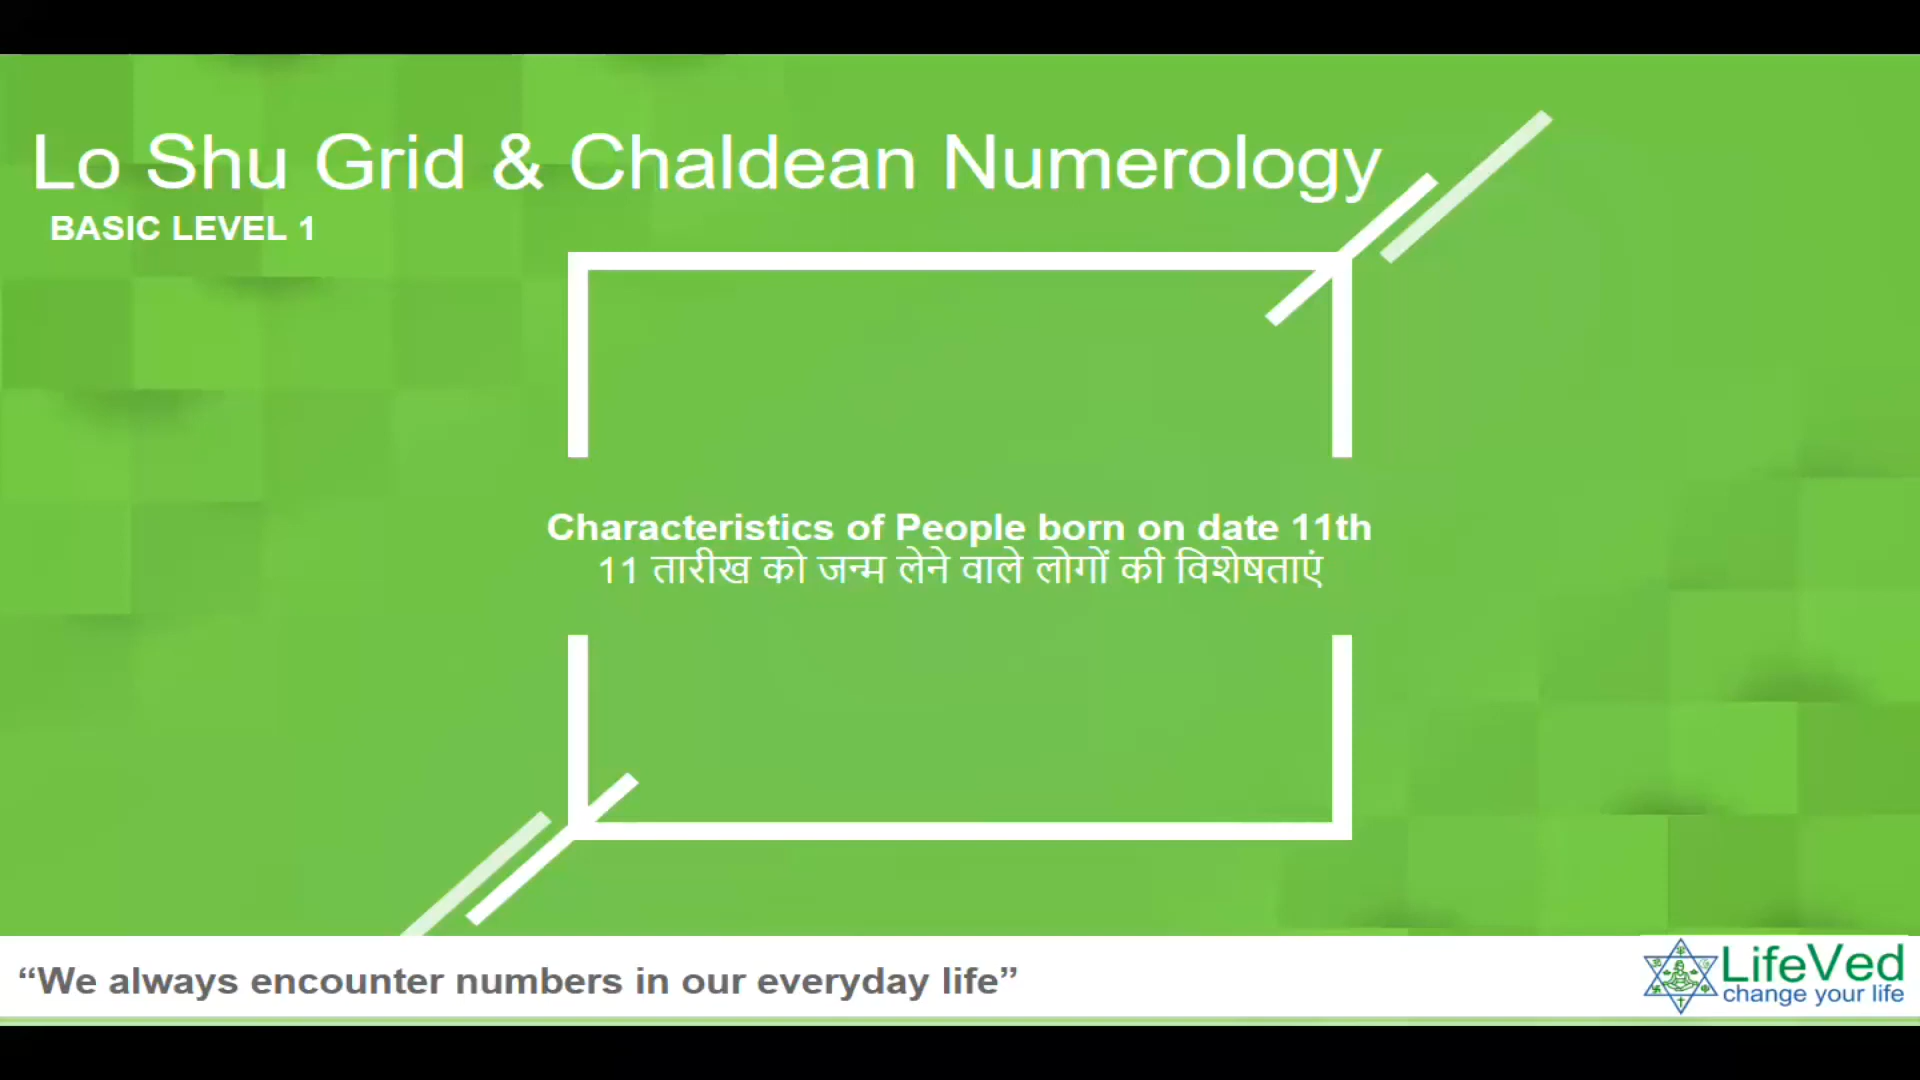 Lo Shu Grid & Chaldean Numerology
BASIC LEVEL 1
Characteristics of People born on date 11th
11 तारीख को जन्म लेने वाले लोगों की विशेषताएं
“We always encounter numbers in our everyday life”
LifeVed
change your life